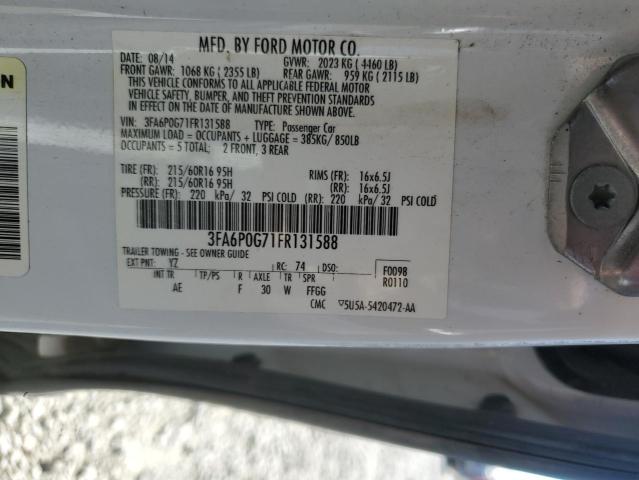 MFD. BY FORD MOTOR CO.
DATE: 08/14 GVWR: 2023 KG ( 4460 LB)
FRONT GAWR: 1068 KG ( 2355 LB) REAR GAWR: 959 KG ( 2115 LB)
THIS VEHICLE CONFORMS TO ALL APPLICABLE FEDERAL MOTOR
VEHICLE SAFETY, BUMPER, AND THEFT PREVENTION STANDARDS
IN EFFECT ON THE DATE OF MANUFACTURE SHOWN ABOVE.
VIN: 3FA6P0G71FR131588 TYPE: Passenger Car
MAXIMUM LOAD = OCCUPANTS + LUGGAGE = 385KG/ 850LB
OCCUPANTS = 5 TOTAL: 2 FRONT, 3 REAR
TIRE (FR): 215/60R16 95H RIMS (FR): 16x6.5J
(RR): 215/60R16 95H (RR): 16x6.5J
PRESSURE (FR): 220 kPa/ 32 PSI COLD (RR): 220 kPa/ 32 PSI COLD
3FA6P0G71FR131588
TRAILER TOWING - SEE OWNER GUIDE
EXT PNT: YZ RC: 74 DSO: F0098
INT TR TP/PS R AXLE TR SPR R0110
AE F 30 W FFGG
CMC ▽5U5A-5420472-AA